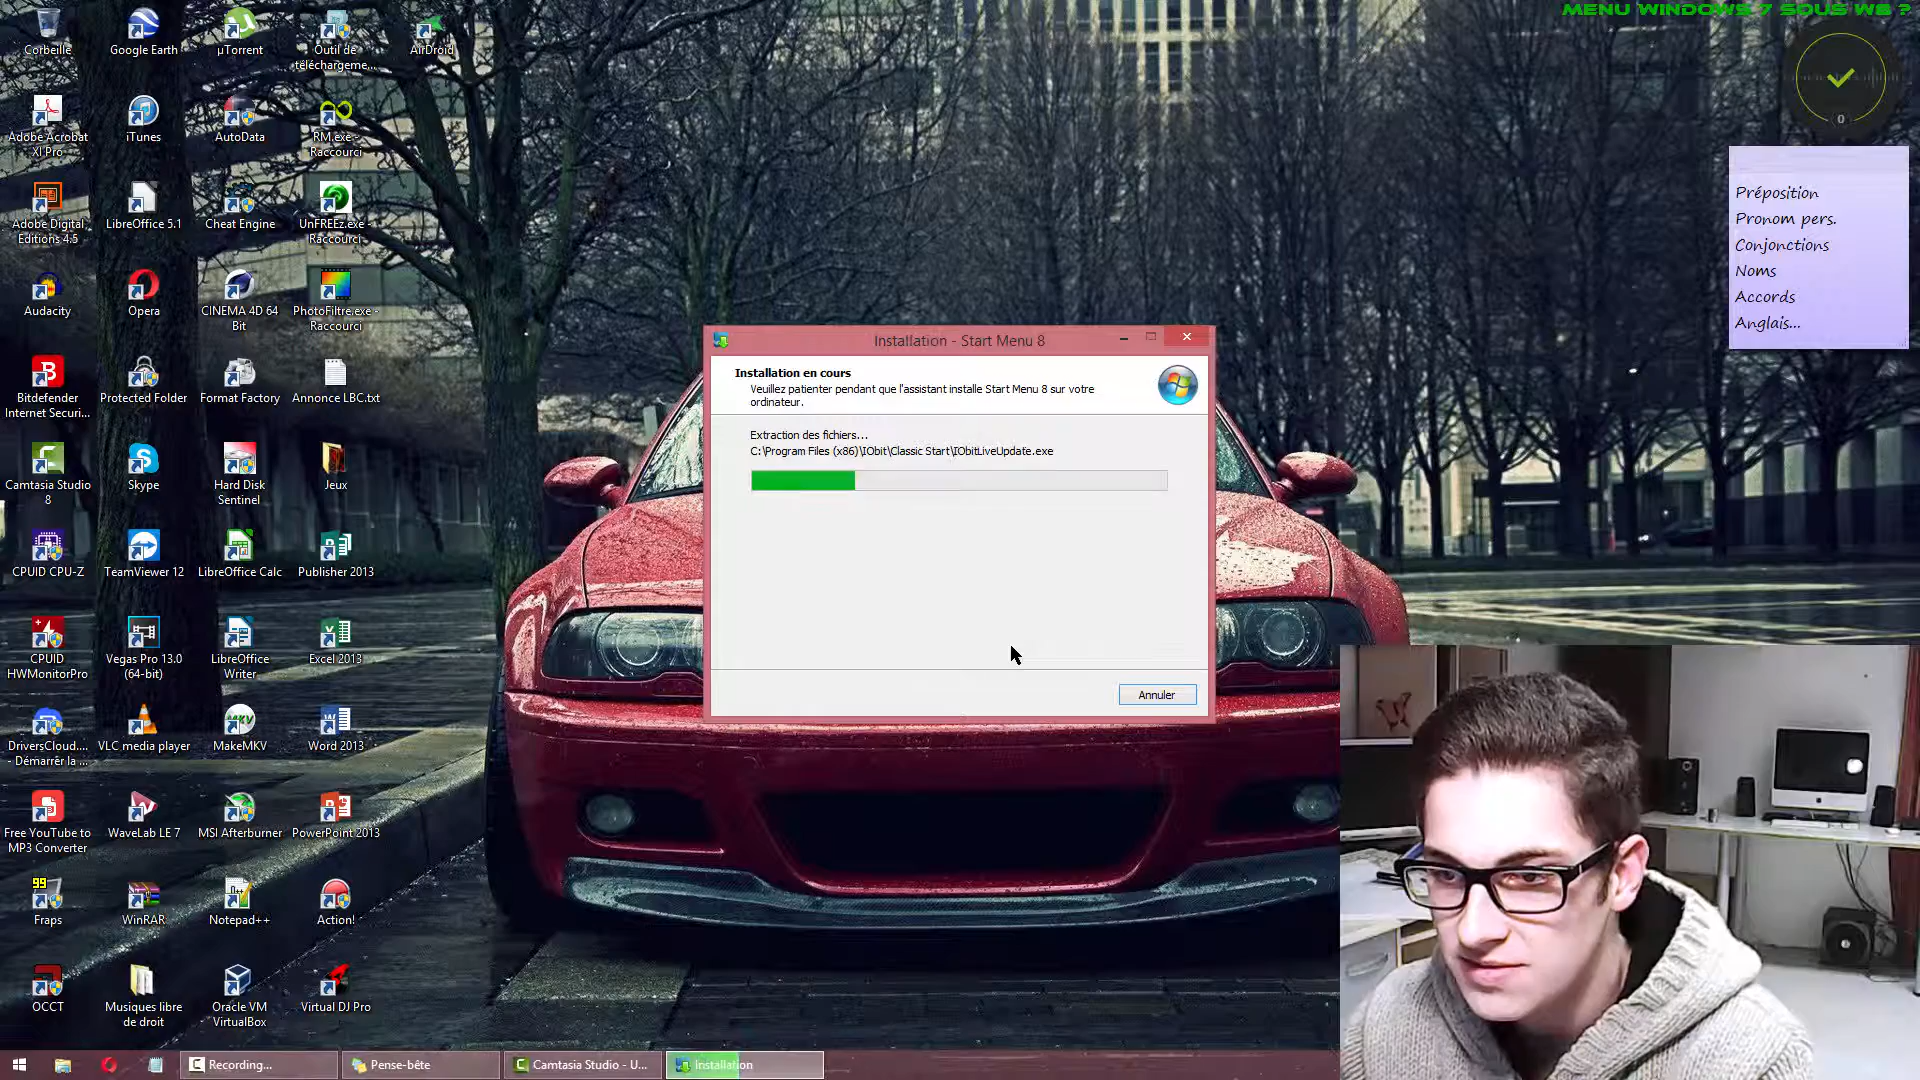 MENU WINDOWS 7 SOUS W8 ?
Corbeille
Google Earth
µTorrent
Outil de
téléchargeme...
AirDroid
0
Adobe Acrobat
XI Pro
iTunes
AutoData
RM.exe -
Raccourci
Préposition
Pronom pers.
Conjonctions
Noms
Accords
Anglais...
Adobe Digital
Editions 4.5
LibreOffice 5.1
Cheat Engine
UnFREEz.exe -
Raccourci
Audacity
Opera
CINEMA 4D 64
Bit
PhotoFiltre.exe -
Raccourci
Bitdefender
Internet Securi...
Protected Folder
Format Factory
Annonce LBC.txt
Camtasia Studio
8
Skype
Hard Disk
Sentinel
Jeux
CPUID CPU-Z
TeamViewer 12
LibreOffice Calc
Publisher 2013
CPUID
HWMonitorPro
Vegas Pro 13.0
(64-bit)
LibreOffice
Writer
Excel 2013
DriversCloud....
- Démarrer la ...
VLC media player
MKV
MakeMKV
Word 2013
Free YouTube to
MP3 Converter
WaveLab LE 7
MSI Afterburner
PowerPoint 2013
99
Fraps
WinRAR
Notepad++
Action!
OCCT
Musiques libre
de droit
Oracle VM
VirtualBox
Virtual DJ Pro
Installation - Start Menu 8
Installation en cours
Veuillez patienter pendant que l'assistant installe Start Menu 8 sur votre
ordinateur.
Extraction des fichiers...
C:\Program Files (x86)\IObit\Classic Start\IObitLiveUpdate.exe
Annuler
Recording...
Pense-bête
Camtasia Studio - U...
Installation